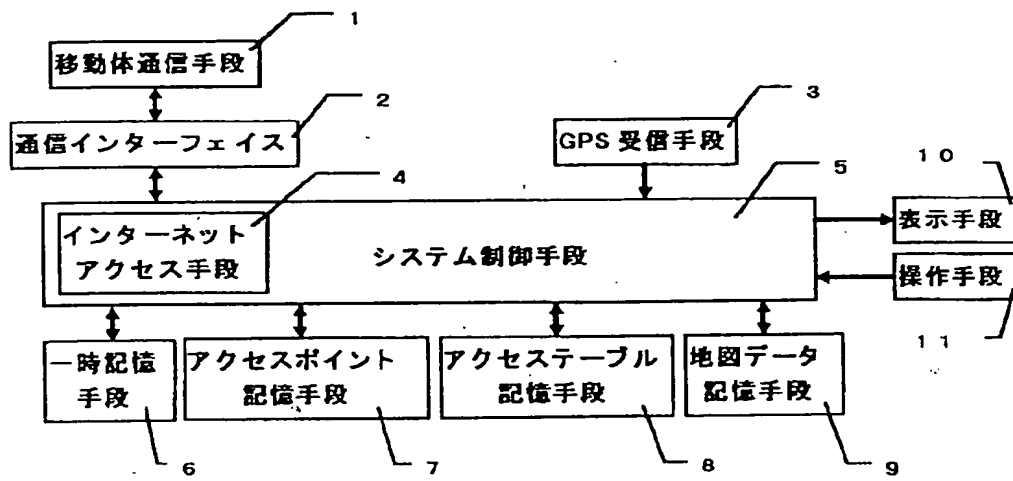 1
移動体通信手段
2
通信インターフェイス
3
GPS 受信手段
4
インターネット
アクセス手段
5
システム制御手段
10
表示手段
操作手段
11
一時記憶
手段
アクセスポイント
記憶手段
アクセステーブル
記憶手段
地図データ
記憶手段
6
7
8
9